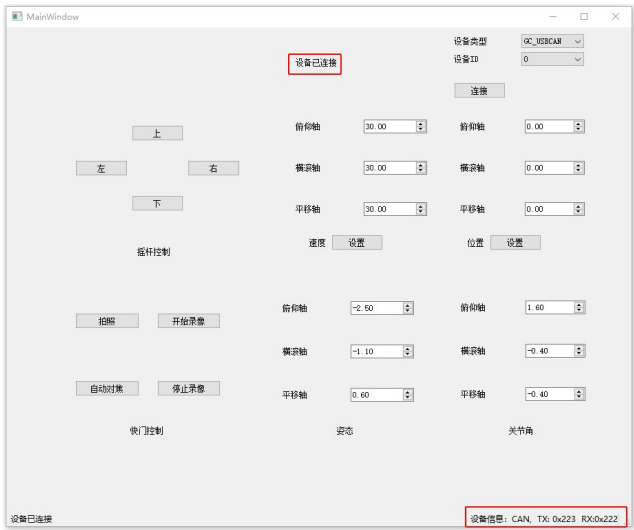 MainWindow
设备类型 GC_USBCAN
设备已连接
设备ID 0
连接
上
俯仰轴 30.00 俯仰轴 0.00
左 右 横滚轴 30.00 横滚轴 0.00
下 平移轴 30.00 平移轴 0.00
速度 设置 位置 设置
摇杆控制
俯仰轴 -2.50 俯仰轴 1.60
拍照 开始录像
横滚轴 -1.10 横滚轴 -0.40
自动对焦 停止录像 平移轴 0.60 平移轴 -0.40
快门控制 姿态 关节角
设备已连接 设备信息: CAN, TX: 0x223 RX:0x222